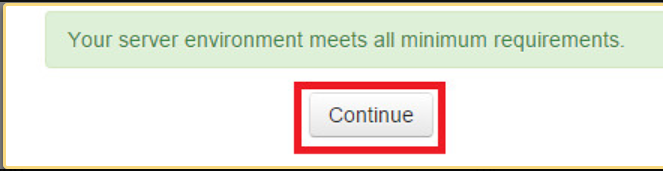 Your server environment meets all minimum requirements.
Continue